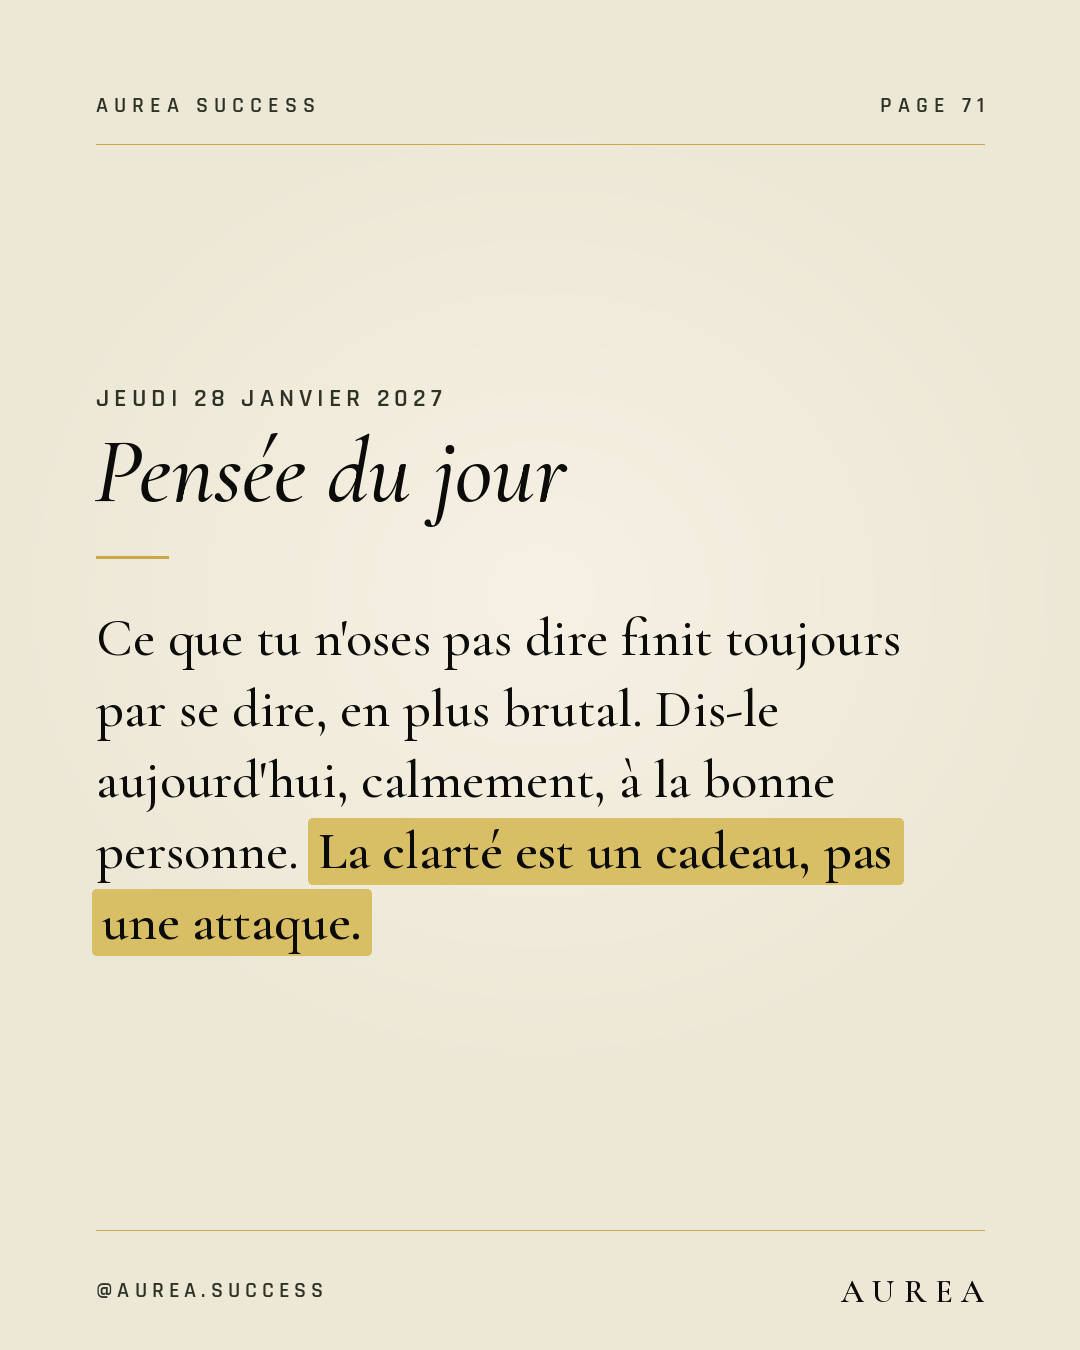 AUREA SUCCESS
PAGE 71
JEUDI 28 JANVIER 2027
Pensée du jour
Ce que tu n'oses pas dire finit toujours
par se dire, en plus brutal. Dis-le
aujourd'hui, calmement, à la bonne
personne. La clarté est un cadeau, pas
une attaque.
@AUREA.SUCCESS
AUREA